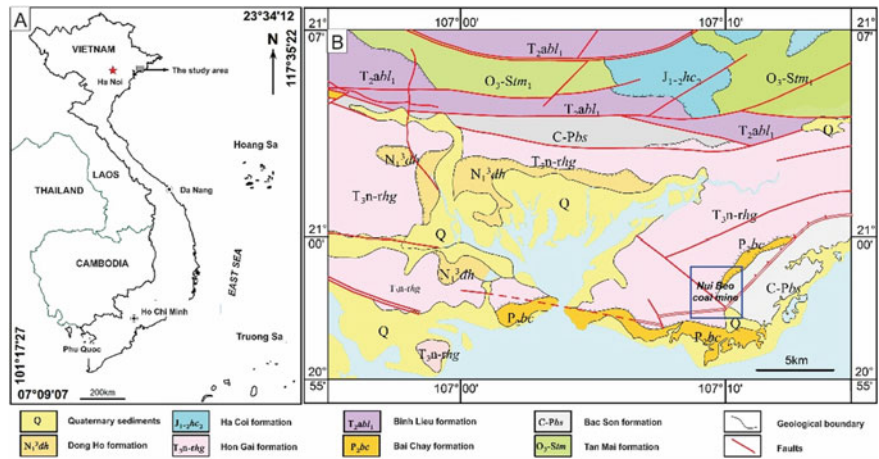 A
23°34'12
VIETNAM
N
Ha Noi
The study area
117°35'22
Hoang Sa
LAOS
THAILAND
Da Nang
CAMBODIA
EAST SEA
Ho Chi Minh
Phu Quoc
Truong Sa
101°17'27
07°09'07
200km
B
107°00'
107°10'
21°
07'
21°
07'
T₂abl₁
T₂abl₁
O₃-Stm₁
J₁₋₂hc₂
O₃-Stm₁
T₂abl₁
C-Pbs
T₂abl₁
Q
N₁³dh
N₁³dh
T₃n-rhg
T₃n-rhg
Q
T₃n-rhg
21°
00'
21°
00'
Q
P₂bc
N₁³dh
Nui Beo
coal mine
C-Pbs
T₃n-rhg
P₂bc
Q
Q
P₂bc
T₃n-rhg
5km
20°
55'
20°
55'
107°00'
107°10'
Q Quaternary sediments
J₁₋₂hc₂ Ha Coi formation
T₂abl₁ Binh Lieu formation
C-Pbs Bac Son formation
Geological boundary
N₁³dh Dong Ho formation
T₃n-rhg Hon Gai formation
P₂bc Bai Chay formation
O₃-Stm Tan Mai formation
Faults